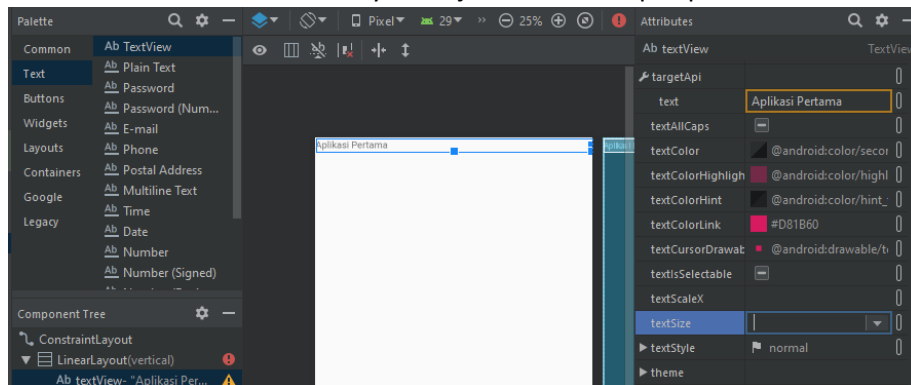 Palette
Common
Text
Buttons
Widgets
Layouts
Containers
Google
Legacy
Ab TextView
Ab Plain Text
Ab Password
Ab Password (Num...
Ab E-mail
Ab Phone
Ab Postal Address
Ab Multiline Text
Ab Time
Ab Date
Ab Number
Ab Number (Signed)
Component Tree
ConstraintLayout
LinearLayout(vertical)
Ab textView- "Aplikasi Per...
Pixel
29
25%
Aplikasi Pertama
Attributes
Ab textView TextView
targetApi
text Aplikasi Pertama
textAllCaps
textColor @android:color/secor
textColorHighligh @android:color/highl
textColorHint @android:color/hint_
textColorLink #D81B60
textCursorDrawat @android:drawable/t
textIsSelectable
textScaleX
textSize
textStyle normal
theme